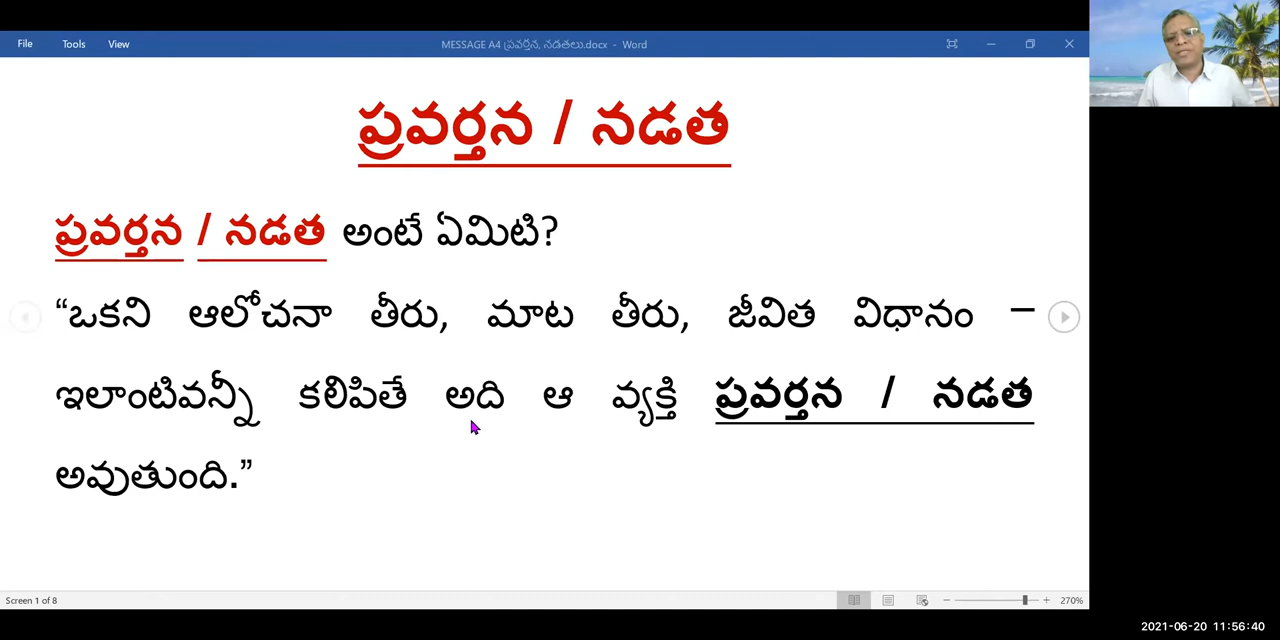 File Tools View MESSAGE A4 ప్రవర్తన, నడతలు.docx - Word
ప్రవర్తన / నడత
ప్రవర్తన / నడత అంటే ఏమిటి?
“ఒకని ఆలోచనా తీరు, మాట తీరు, జీవిత విధానం –
ఇలాంటివన్నీ కలిపితే అది ఆ వ్యక్తి ప్రవర్తన / నడత
అవుతుంది.”
Screen 1 of 8 270%
2021-06-20 11:56:40